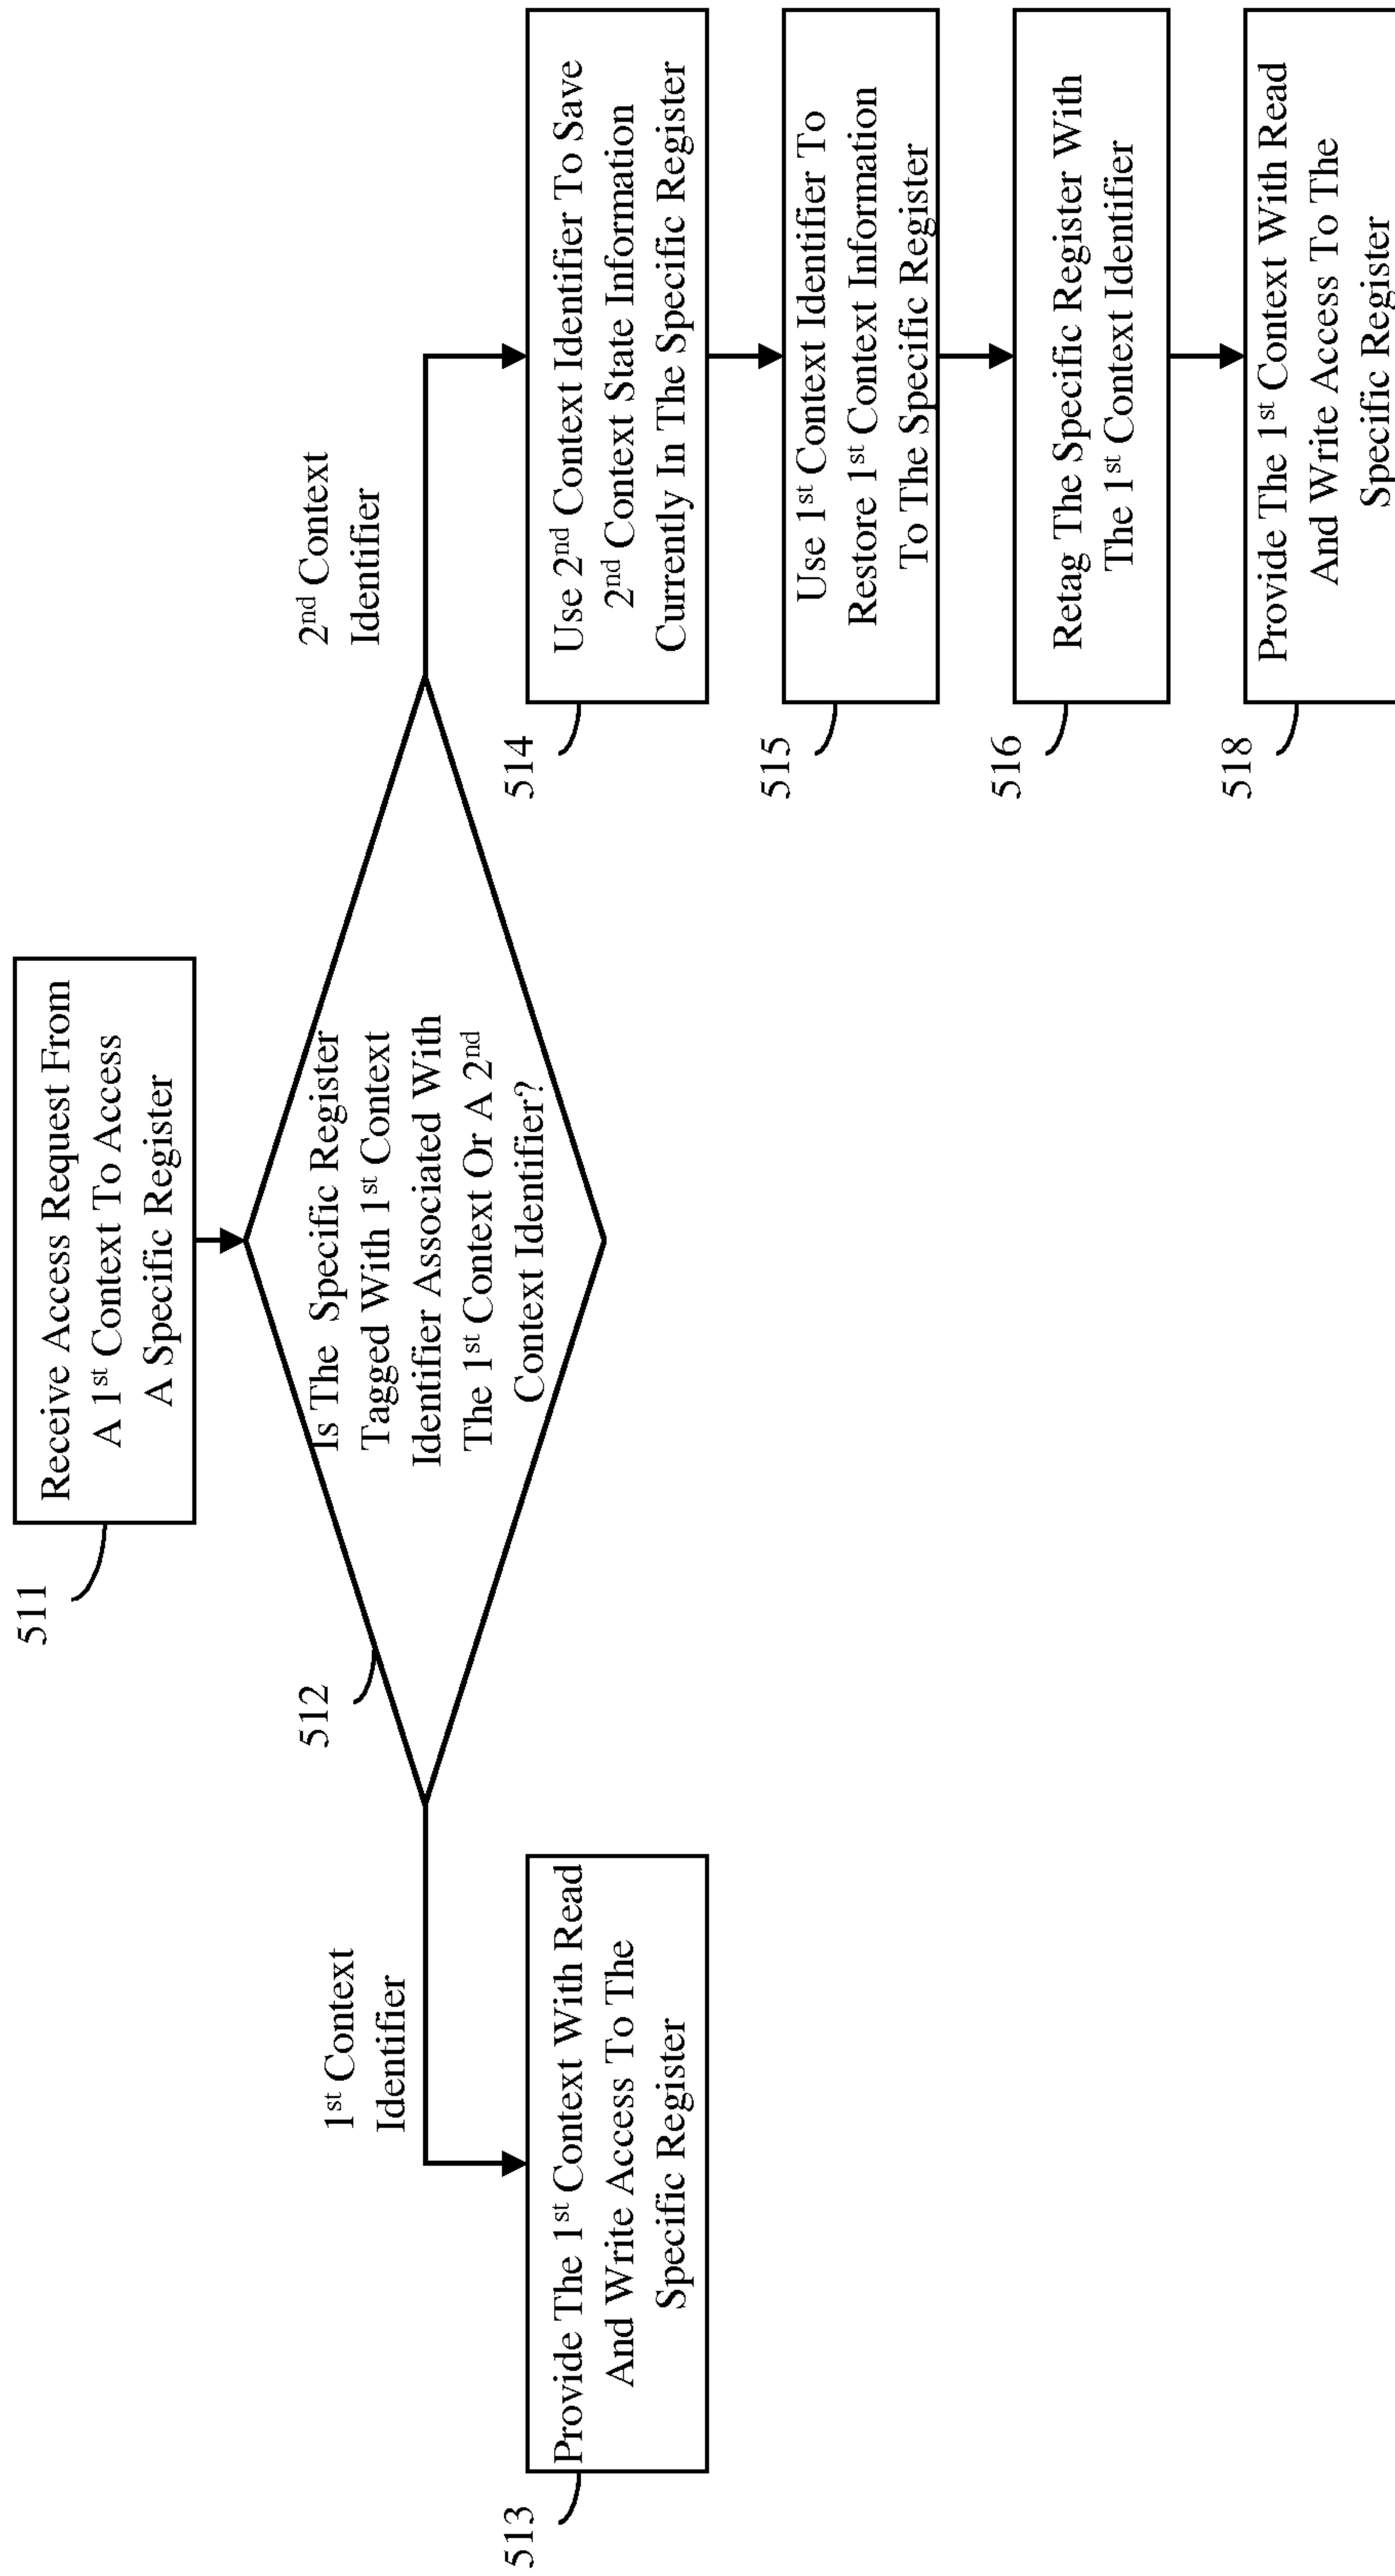 511
Receive Access Request From
A 1st Context To Access
A Specific Register
512
Is The Specific Register
Tagged With 1st Context
Identifier Associated With
The 1st Context Or A 2nd
Context Identifier?
1st Context
Identifier
2nd Context
Identifier
513
Provide The 1st Context With Read
And Write Access To The
Specific Register
514
Use 2nd Context Identifier To Save
2nd Context State Information
Currently In The Specific Register
515
Use 1st Context Identifier To
Restore 1st Context Information
To The Specific Register
516
Retag The Specific Register With
The 1st Context Identifier
518
Provide The 1st Context With Read
And Write Access To The
Specific Register